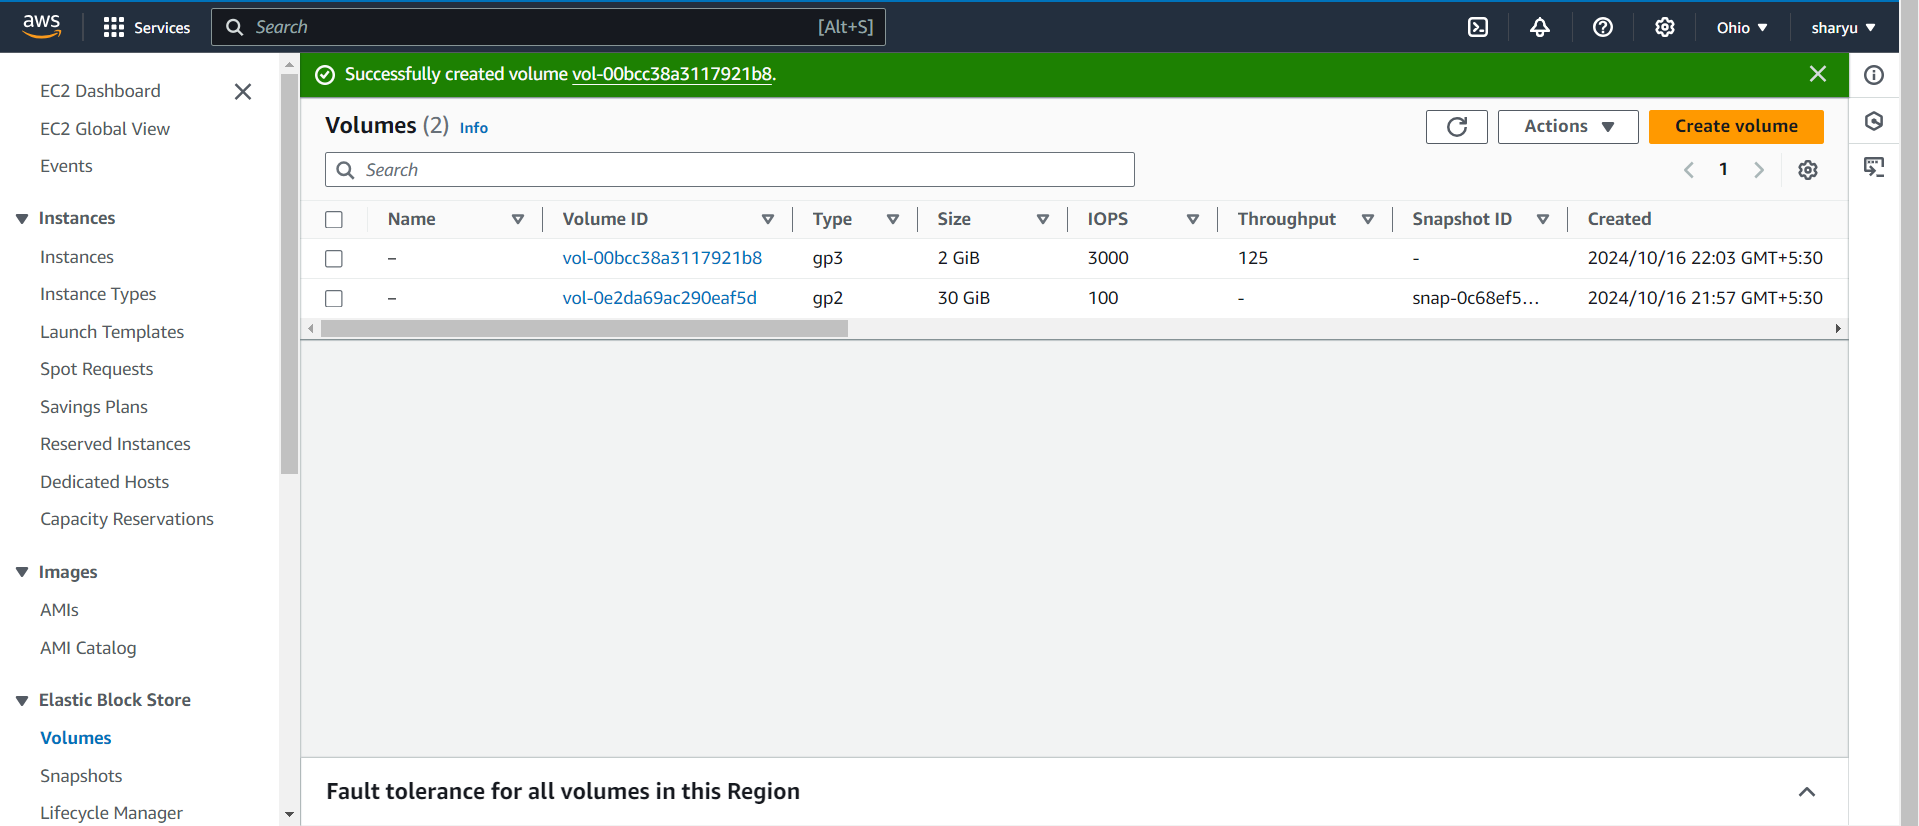 aws Services Search [Alt+S] Ohio sharyu
EC2 Dashboard
EC2 Global View
Events
Instances
Instances
Instance Types
Launch Templates
Spot Requests
Savings Plans
Reserved Instances
Dedicated Hosts
Capacity Reservations
Images
AMIs
AMI Catalog
Elastic Block Store
Volumes
Snapshots
Lifecycle Manager
Successfully created volume vol-00bcc38a3117921b8.
Volumes (2) Info Actions Create volume
Search 1
Name Volume ID Type Size IOPS Throughput Snapshot ID Created
– vol-00bcc38a3117921b8 gp3 2 GiB 3000 125 - 2024/10/16 22:03 GMT+5:30
– vol-0e2da69ac290eaf5d gp2 30 GiB 100 - snap-0c68ef5... 2024/10/16 21:57 GMT+5:30
Fault tolerance for all volumes in this Region